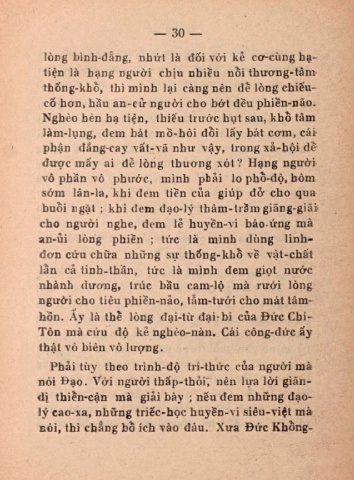 — 30 —
lòng bình-đẳng, nhứt là đối với kẻ cơ-cùng hạ-
tiện là hạng người chịu nhiều nỗi thương-tâm
thống-khổ, thì mình lại càng nên để lòng chiếu-
cố hơn, hầu an-cử người cho bớt đều phiền-não.
Nghèo hèn hạ tiện, thiếu trước hụt sau, khổ tâm
làm-lụng, đem bát mồ-hôi đổi lấy bát cơm, cái
phận đắng-cay vất-vã như vậy, trong xã-hội dễ
được mấy ai để lòng thương xót ? Hạng người
vô phần vô phước, mình phải lo phổ-độ, hôm
sớm lân-la, khi đem tiền của giúp đở cho qua
buổi ngặt ; khi đem đạo-lý thâm-trầm giãng-giải
cho người nghe, đem lẽ huyền-vi báo-ứng mà
an-ủi lòng phiền ; tức là mình dùng linh-
đơn cứu chữa những sự thống-khổ về vật-chất
lẫn cả tinh-thần, tức là mình đem giọt nước
nhành dương, trúc bầu cam-lộ mà rưới lòng
người cho tiêu phiền-não, tắm-tưới cho mát tâm-
hồn. Ấy là thể lòng đại-từ đại-bi của Đức Chí-
Tôn mà cứu độ kẻ nghèo-nàn. Cái công-đức ấy
thật vô biên vô lượng.
Phải tùy theo trình-độ tri-thức của người mà
nói Đạo. Với người thấp-thỏi, nên lựa lời giãn-
dị thiển-cận mà giải bày ; nếu đem những đạo-
lý cao-xa, những triếc-học huyền-vi siêu-việt mà
nói, thì chẳng bổ ích vào đâu. Xưa Đức Khổng-